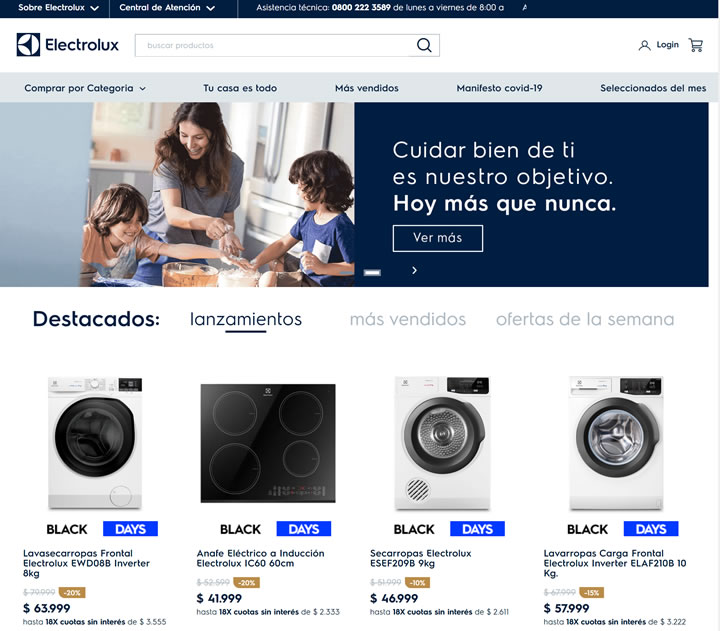 Sobre Electrolux
Central de Atención
Asistencia técnica: 0800 222 3589 de lunes a viernes de 8:00 a
Electrolux
buscar productos
Login
Comprar por Categoria
Tu casa es todo
Más vendidos
Manifesto covid-19
Seleccionados del mes
Cuidar bien de ti
es nuestro objetivo.
Hoy más que nunca.
Ver más
Destacados:
lanzamientos
más vendidos
ofertas de la semana
BLACK DAYS
Lavasecarropas Frontal
Electrolux EWD08B Inverter
8kg
$ 79.999 -20%
$ 63.999
hasta 18X cuotas sin interés de $ 3.555
BLACK DAYS
Anafe Eléctrico a Inducción
Electrolux IC60 60cm
$ 52.599 -20%
$ 41.999
hasta 18X cuotas sin interés de $ 2.333
BLACK DAYS
Secarropas Electrolux
ESEF209B 9kg
$ 51.999 -10%
$ 46.999
hasta 18X cuotas sin interés de $ 2.611
BLACK DAYS
Lavarropas Carga Frontal
Electrolux Inverter ELAF210B 10
Kg.
$ 67.999 -15%
$ 57.999
hasta 18X cuotas sin interés de $ 3.222